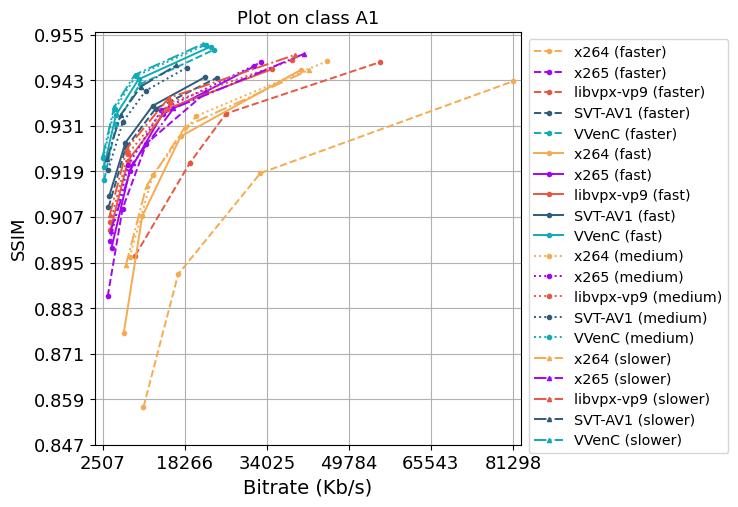 Plot on class A1
0.955
0.943
0.931
0.919
0.907
0.895
0.883
0.871
0.859
0.847
SSIM
2507 18266 34025 49784 65543 81298
Bitrate (Kb/s)
x264 (faster)
x265 (faster)
libvpx-vp9 (faster)
SVT-AV1 (faster)
VVenC (faster)
x264 (fast)
x265 (fast)
libvpx-vp9 (fast)
SVT-AV1 (fast)
VVenC (fast)
x264 (medium)
x265 (medium)
libvpx-vp9 (medium)
SVT-AV1 (medium)
VVenC (medium)
x264 (slower)
x265 (slower)
libvpx-vp9 (slower)
SVT-AV1 (slower)
VVenC (slower)